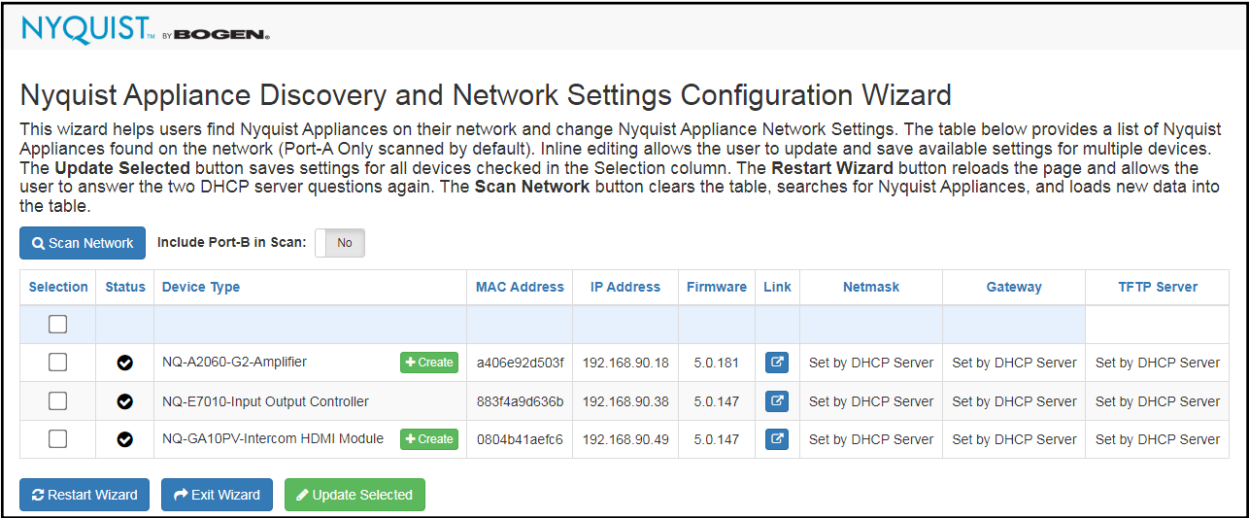 NYQUIST™ BY BOGEN®
Nyquist Appliance Discovery and Network Settings Configuration Wizard
This wizard helps users find Nyquist Appliances on their network and change Nyquist Appliance Network Settings. The table below provides a list of Nyquist
Appliances found on the network (Port-A Only scanned by default). Inline editing allows the user to update and save available settings for multiple devices.
The Update Selected button saves settings for all devices checked in the Selection column. The Restart Wizard button reloads the page and allows the
user to answer the two DHCP server questions again. The Scan Network button clears the table, searches for Nyquist Appliances, and loads new data into
the table.
Scan Network Include Port-B in Scan: No
Selection Status Device Type MAC Address IP Address Firmware Link Netmask Gateway TFTP Server
NQ-A2060-G2-Amplifier + Create a406e92d503f 192.168.90.18 5.0.181 Set by DHCP Server Set by DHCP Server Set by DHCP Server
NQ-E7010-Input Output Controller 883f4a9d636b 192.168.90.38 5.0.147 Set by DHCP Server Set by DHCP Server Set by DHCP Server
NQ-GA10PV-Intercom HDMI Module + Create 0804b41aefc6 192.168.90.49 5.0.147 Set by DHCP Server Set by DHCP Server Set by DHCP Server
Restart Wizard Exit Wizard Update Selected